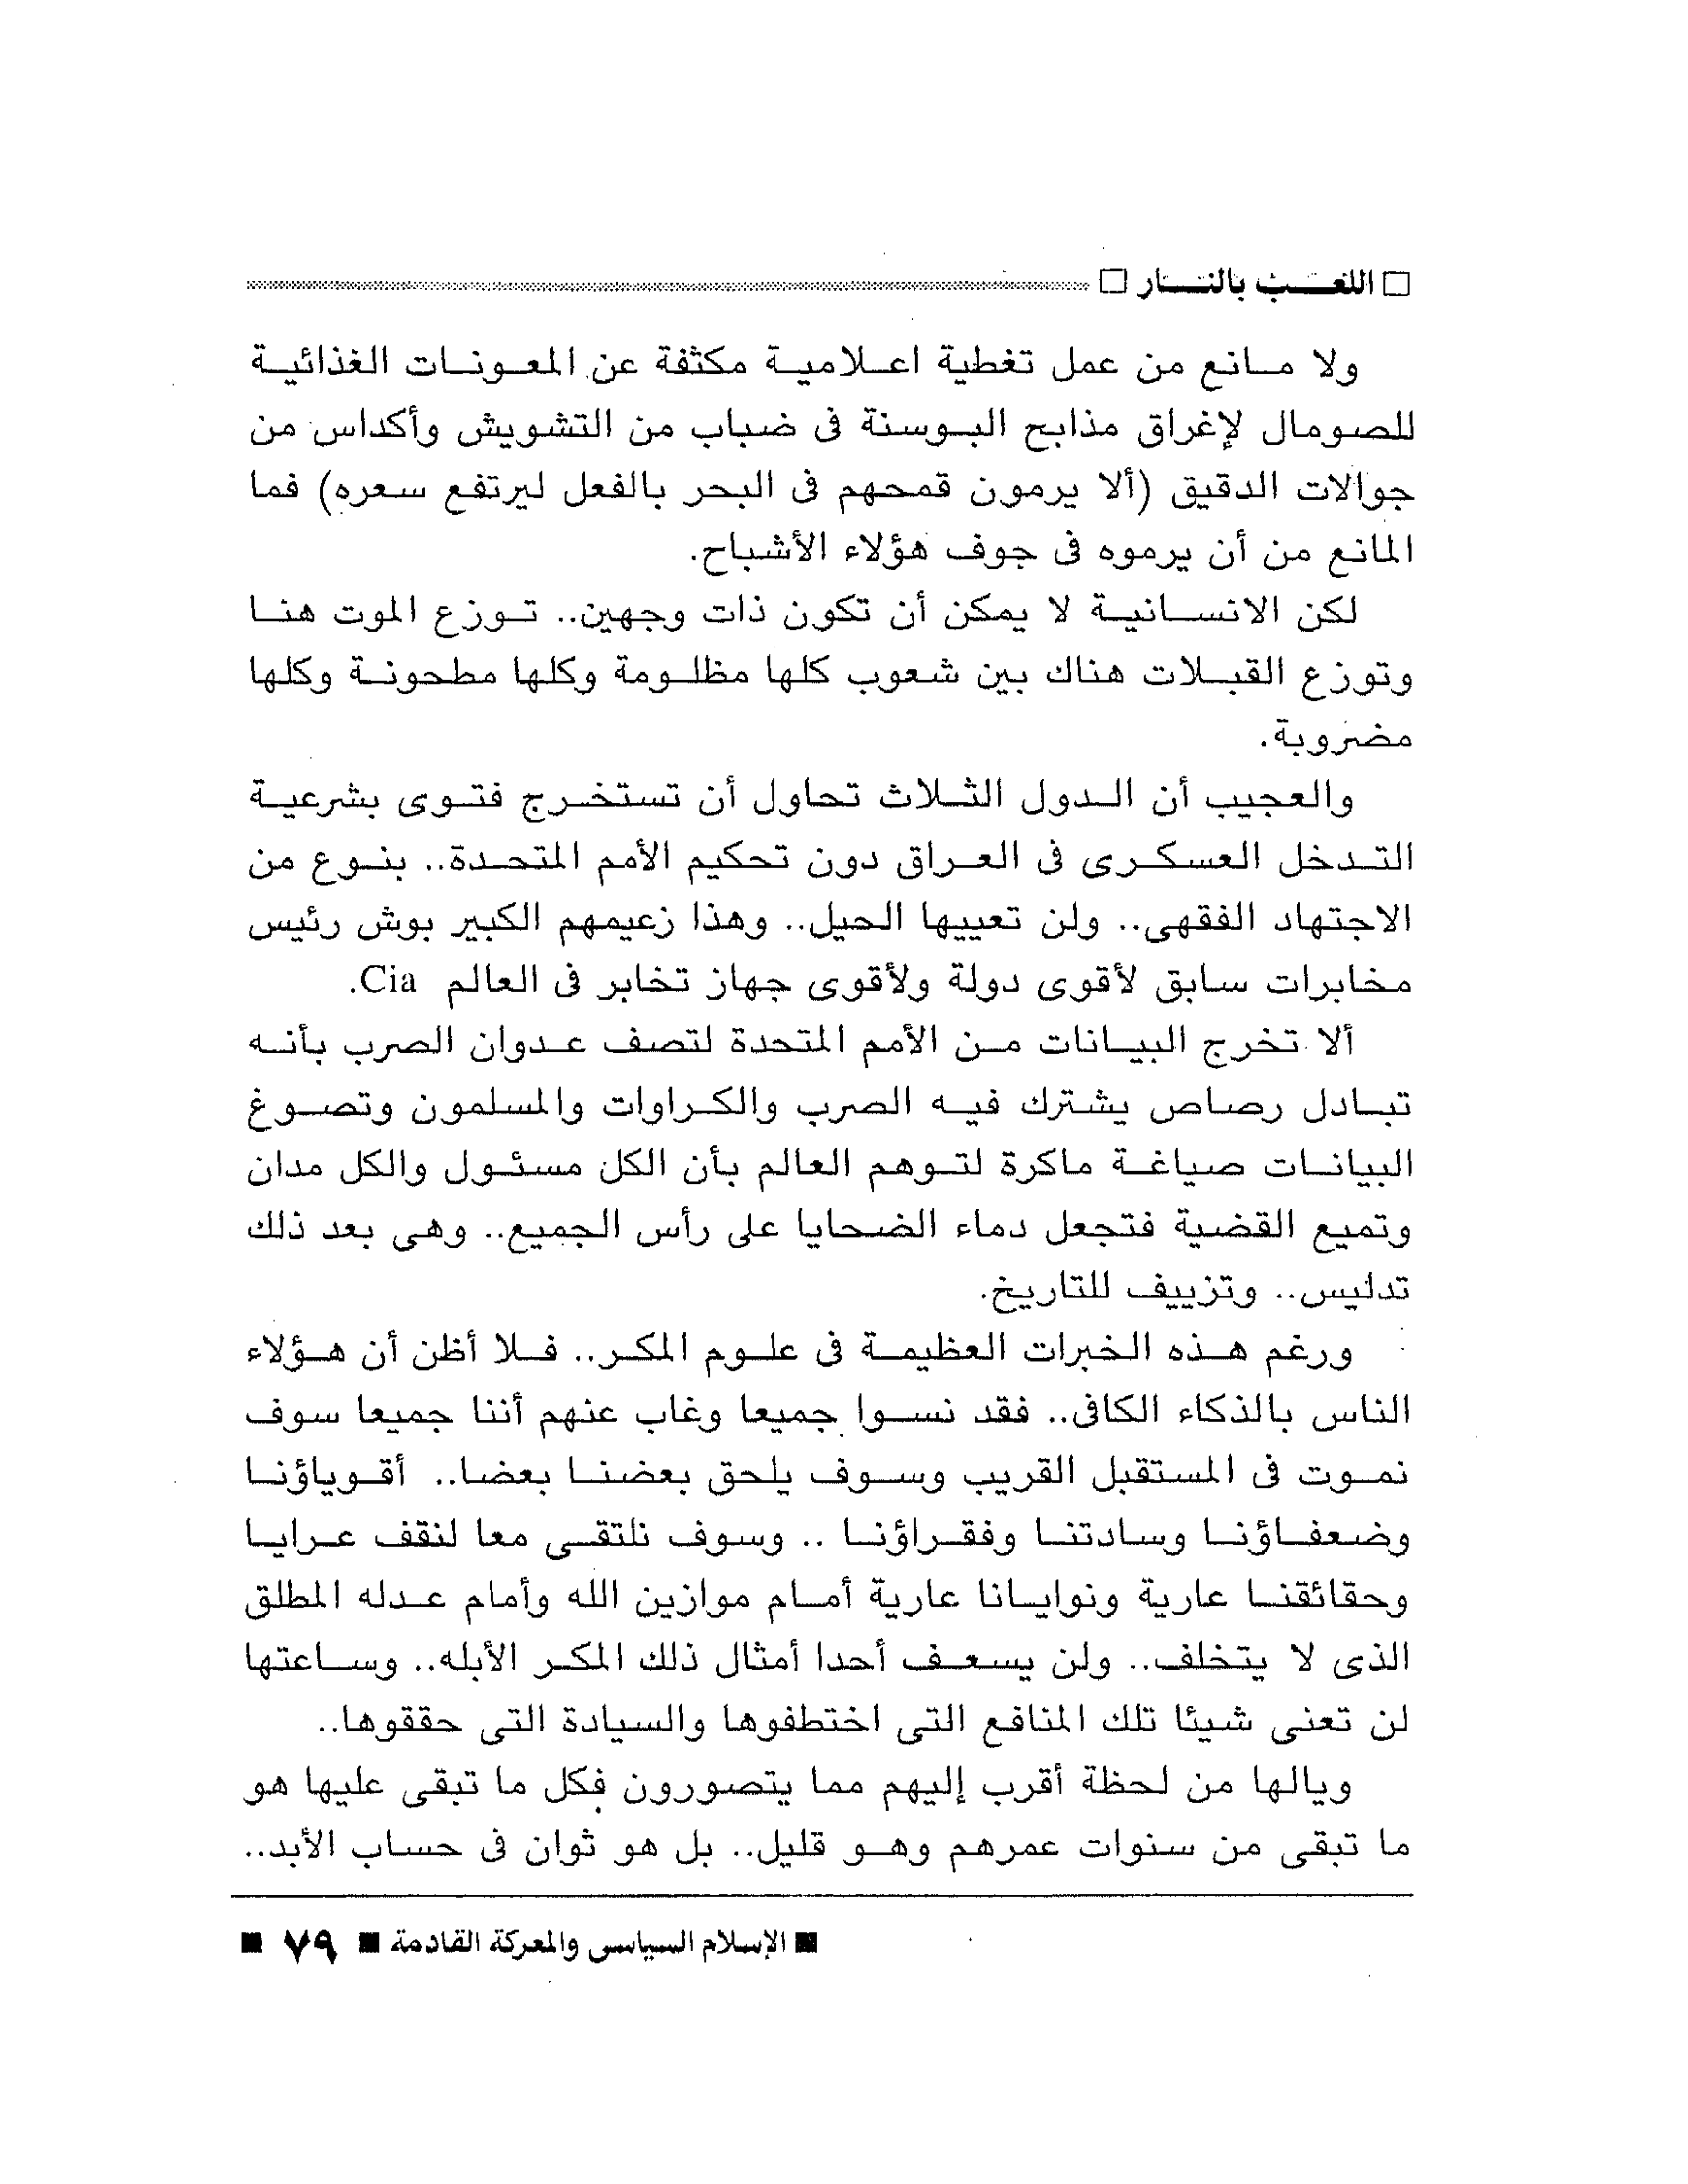 □ اللعب بالنار □
ولا مانع من عمل تغطية اعلامية مكثفة عن المعونات الغذائية
للصومال لإغراق مذابح البوسنة فى ضباب من التشويش وأكداس من
جوالات الدقيق (ألا يرمون قمحهم فى البحر بالفعل ليرتفع سعره) فما
المانع من أن يرموه فى جوف هؤلاء الأشباح.
لكن الانسانية لا يمكن أن تكون ذات وجهين.. توزع الموت هنا
وتوزع القبلات هناك بين شعوب كلها مظلومة وكلها مطحونة وكلها
مضروبة.
والعجيب أن الدول الثلاث تحاول أن تستخرج فتوى بشرعية
التدخل العسكرى فى العراق دون تحكيم الأمم المتحدة.. بنوع من
الاجتهاد الفقهى.. ولن تعييها الحيل.. وهذا زعيمهم الكبير بوش رئيس
مخابرات سابق لأقوى دولة ولأقوى جهاز تخابر فى العالم Cia.
ألا تخرج البيانات من الأمم المتحدة لتصف عدوان الصرب بأنه
تبادل رصاص يشترك فيه الصرب والكراوات والمسلمون وتصوغ
البيانات صياغة ماكرة لتوهم العالم بأن الكل مسئول والكل مدان
وتميع القضية فتجعل دماء الضحايا على رأس الجميع.. وهى بعد ذلك
تدليس.. وتزييف للتاريخ.
ورغم هذه الخبرات العظيمة فى علوم المكر.. فلا أظن أن هؤلاء
الناس بالذكاء الكافى.. فقد نسوا جميعا وغاب عنهم أننا جميعا سوف
نموت فى المستقبل القريب وسوف يلحق بعضنا بعضا.. أقوياؤنا
وضعفاؤنا وسادتنا وفقراؤنا .. وسوف نلتقى معا لنقف عرايا
وحقائقنا عارية ونوايانا عارية أمام موازين الله وأمام عدله المطلق
الذى لا يتخلف.. ولن يسعف أحدا أمثال ذلك المكر الأبله.. وساعتها
لن تعنى شيئا تلك المنافع التى اختطفوها والسيادة التى حققوها..
ويالها من لحظة أقرب إليهم مما يتصورون فكل ما تبقى عليها هو
ما تبقى من سنوات عمرهم وهو قليل.. بل هو ثوان فى حساب الأبد..
■ الإسلام السياسى والمعركة القادمة ■ ٧٩ ■